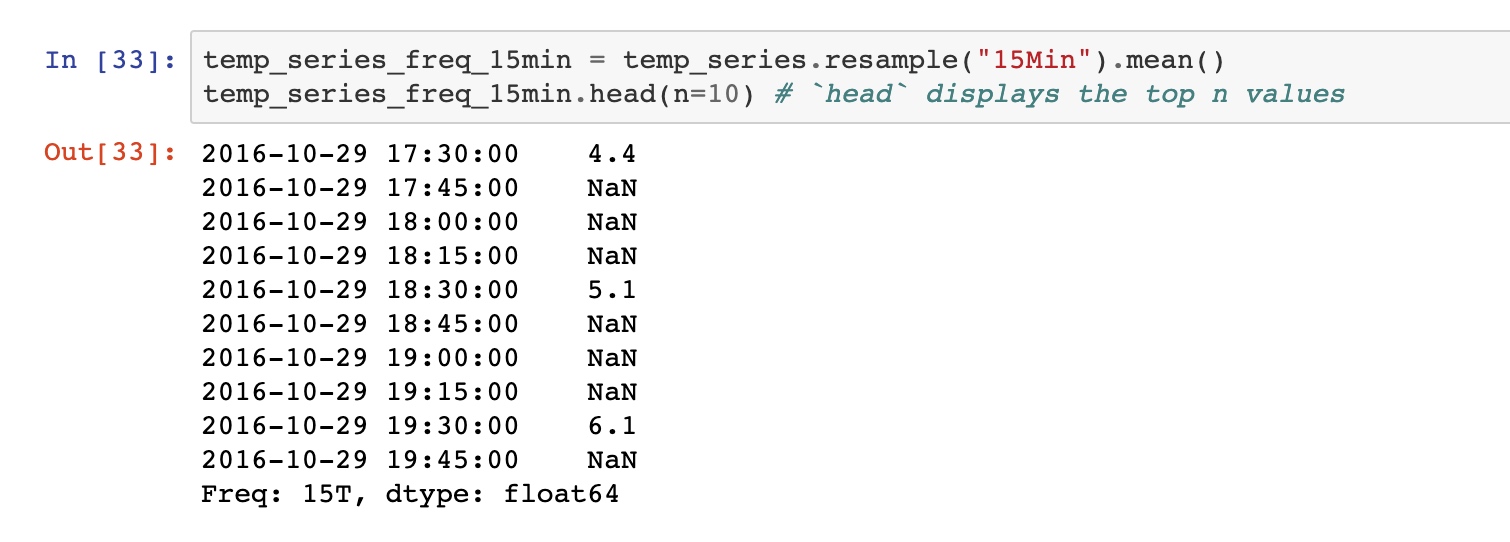 In [33]: temp_series_freq_15min = temp_series.resample("15Min").mean()
temp_series_freq_15min.head(n=10) # `head` displays the top n values
Out[33]: 2016-10-29 17:30:00    4.4
2016-10-29 17:45:00    NaN
2016-10-29 18:00:00    NaN
2016-10-29 18:15:00    NaN
2016-10-29 18:30:00    5.1
2016-10-29 18:45:00    NaN
2016-10-29 19:00:00    NaN
2016-10-29 19:15:00    NaN
2016-10-29 19:30:00    6.1
2016-10-29 19:45:00    NaN
Freq: 15T, dtype: float64